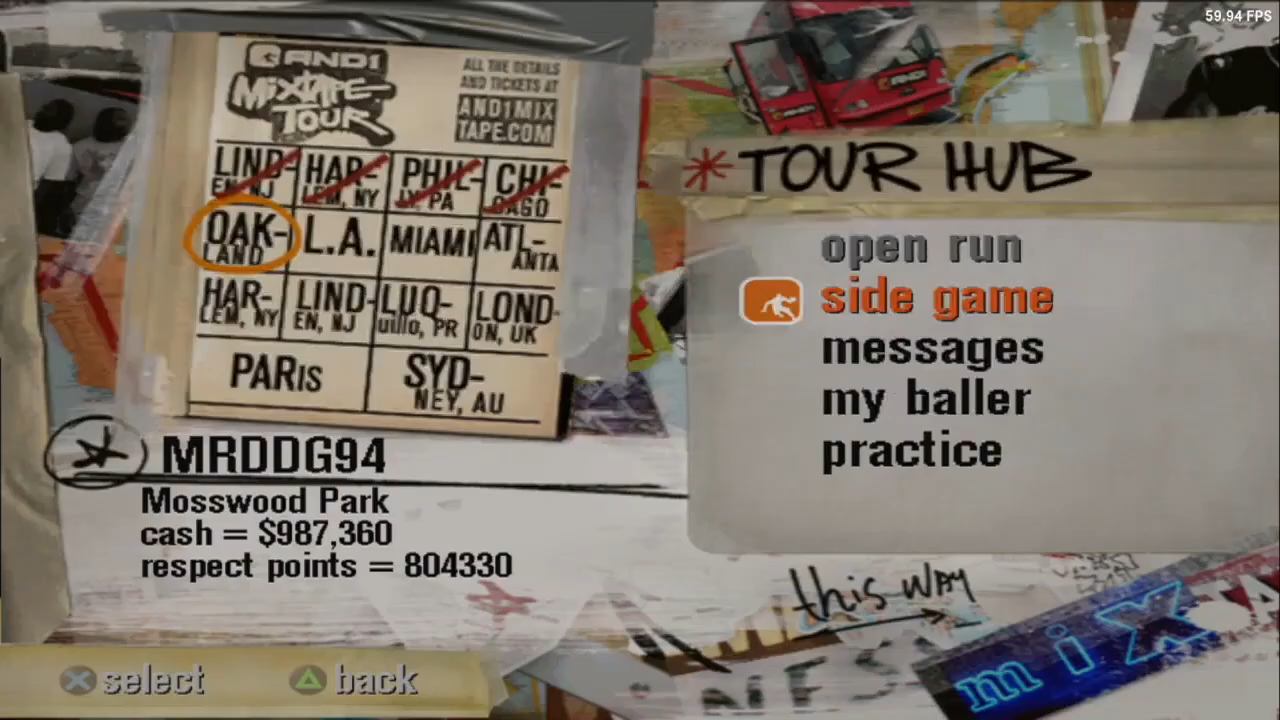 59.94 FPS
AND1
MIXTAPE
TOUR
ALL THE DETAILS
AND TICKETS AT
AND1MIX
TAPE.COM
LIND-
EN, NJ
HAR-
LEM, NY
PHIL-
LY, PA
CHI-
CAGO
OAK-
LAND
L.A.
MIAMI
ATL-
ANTA
HAR-
LEM, NY
LIND-
EN, NJ
LUQ-
uillo, PR
LOND-
ON, UK
PARis
SYD-
NEY, AU
AND1
*TOUR HUB
open run
side game
messages
my baller
practice
MRDDG94
Mosswood Park
cash = $987,360
respect points = 804330
this way
mix
select
back